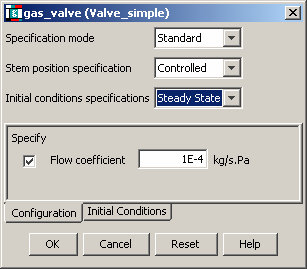 gas_valve (Valve_simple)
Specification mode Standard
Stem position specification Controlled
Initial conditions specifications Steady State
Specify
Flow coefficient 1E-4 kg/s.Pa
Configuration Initial Conditions
OK Cancel Reset Help